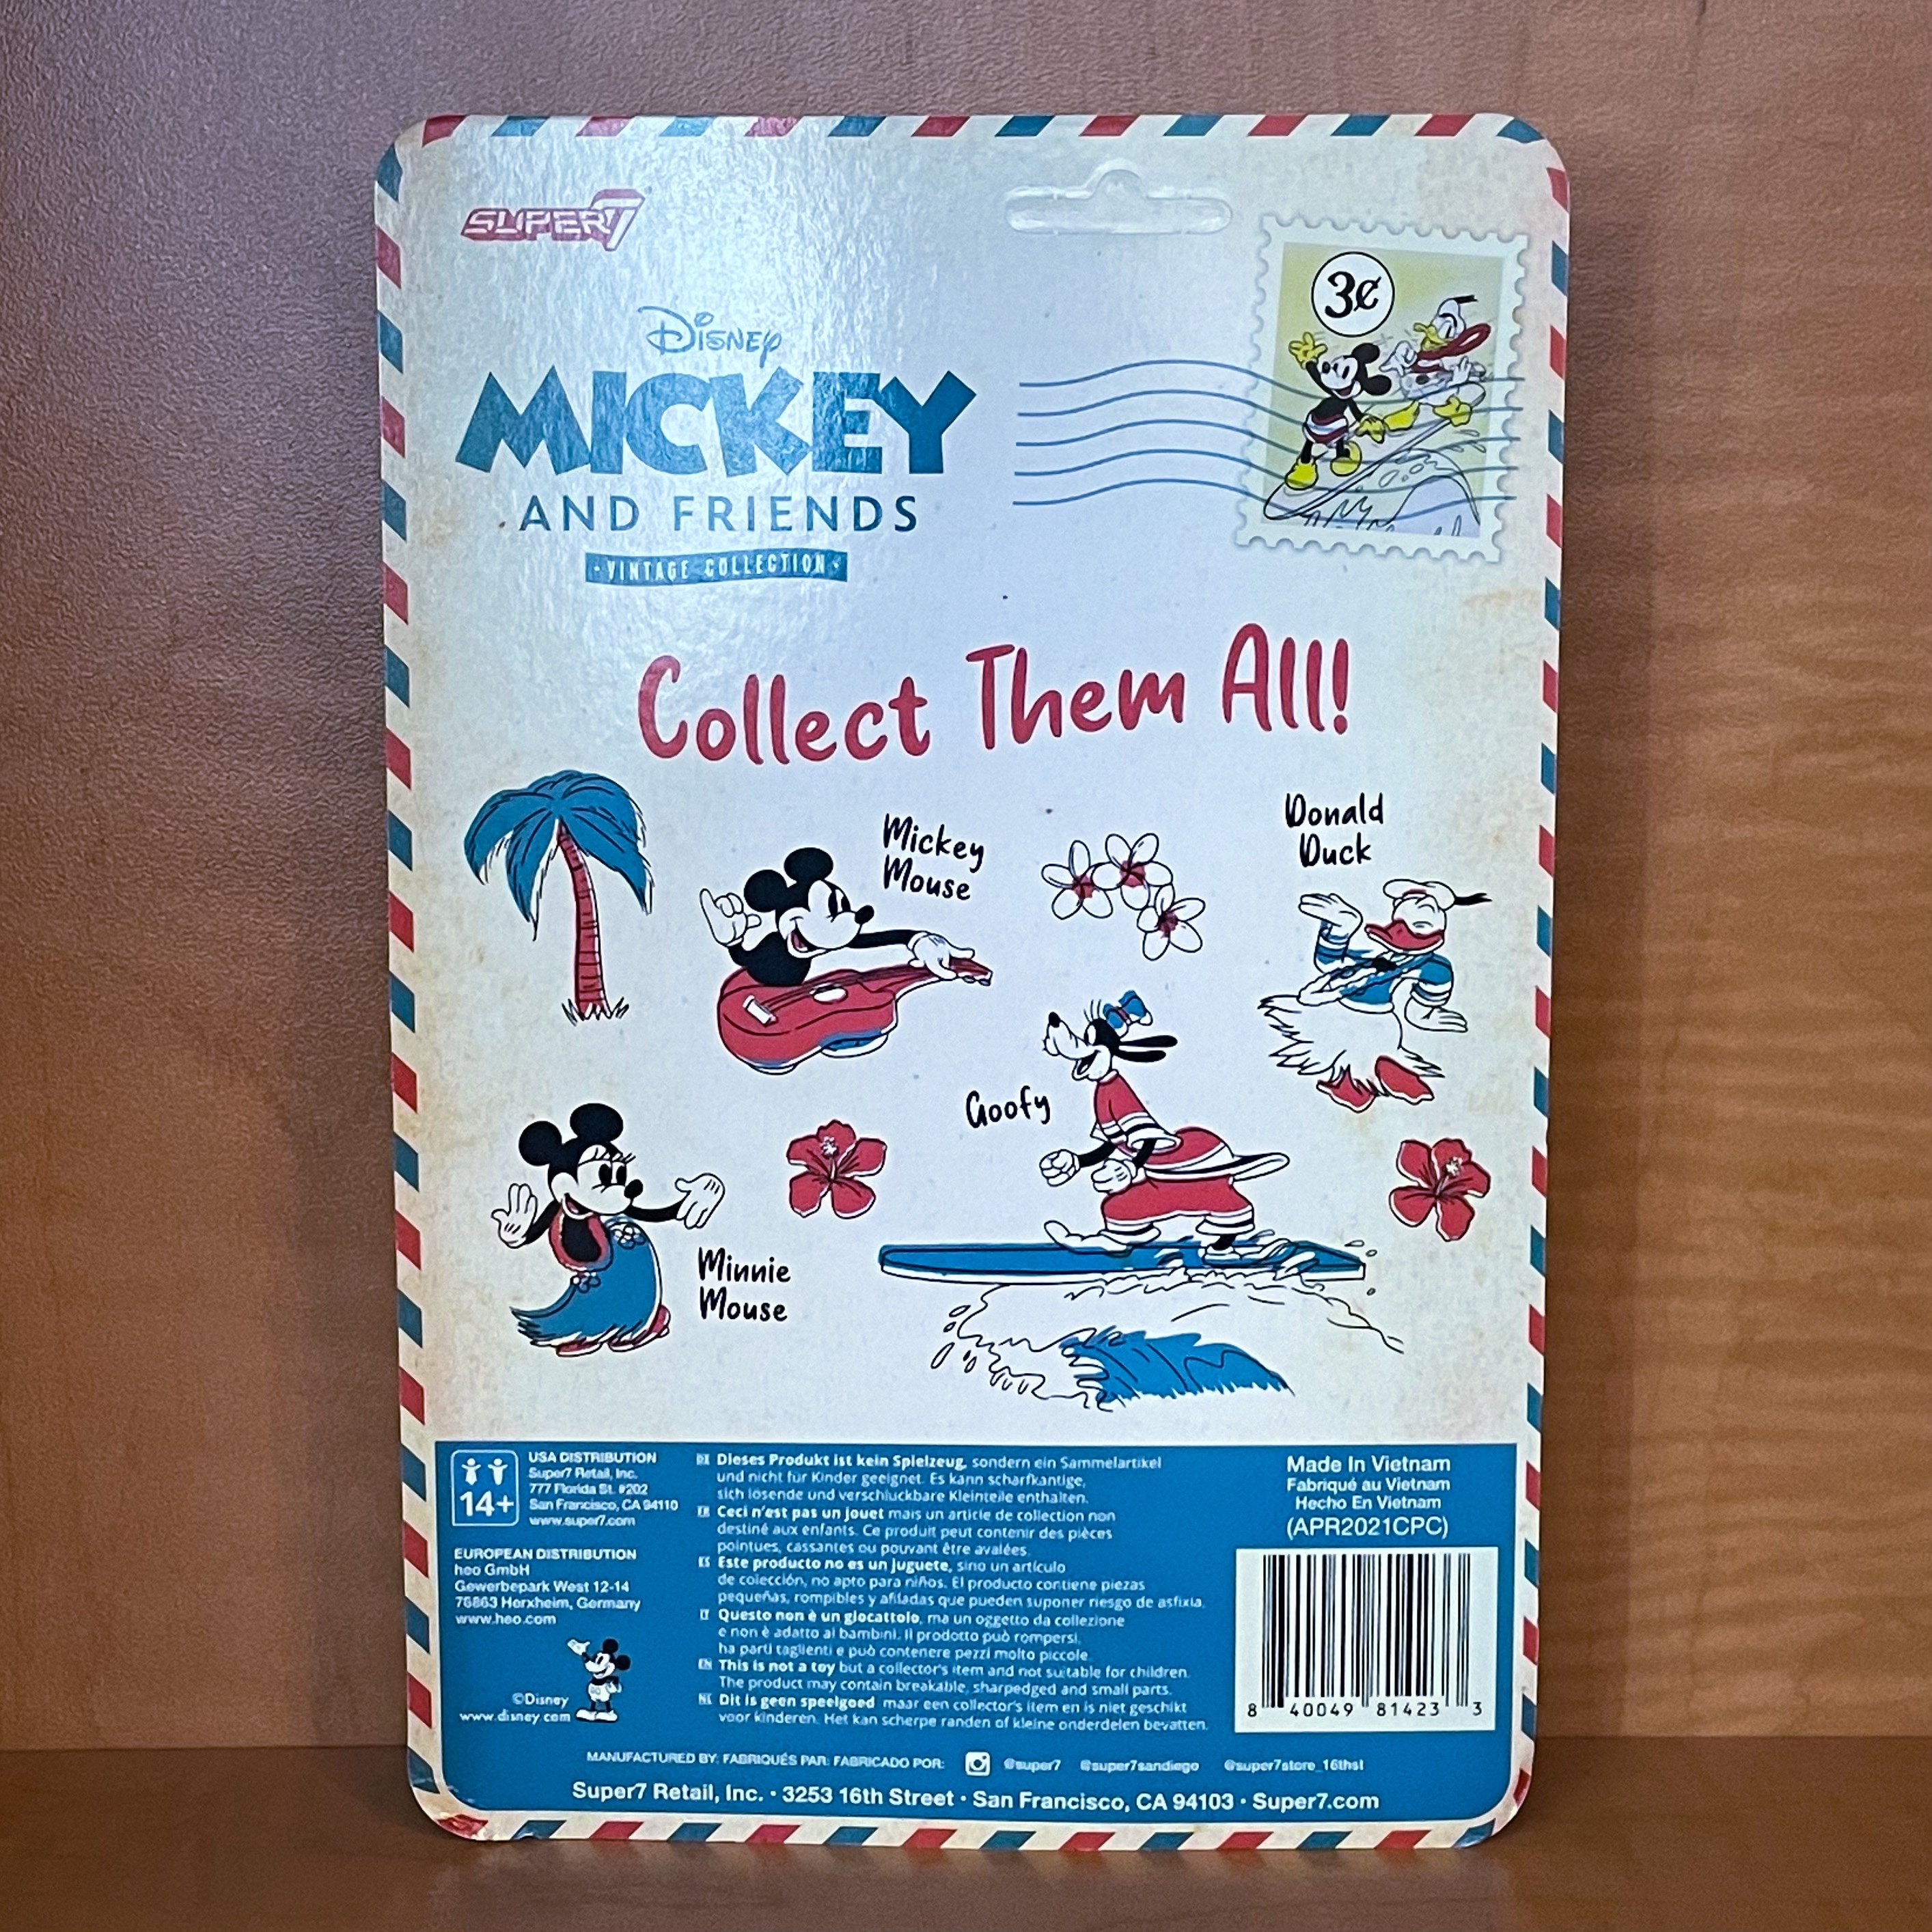 SUPER7
3¢
Disney
MICKEY
AND FRIENDS
· VINTAGE COLLECTION ·
Collect Them All!
Mickey
Mouse
Donald
Duck
Goofy
Minnie
Mouse
14+
USA DISTRIBUTION
Super7 Retail, Inc.
777 Florida St. #202
San Francisco, CA 94110
www.super7.com
EUROPEAN DISTRIBUTION
heo GmbH
Gewerbepark West 12-14
76863 Herxheim, Germany
www.heo.com
©Disney
www.disney.com
DE Dieses Produkt ist kein Spielzeug, sondern ein Sammelartikel
und nicht für Kinder geeignet. Es kann scharfkantige,
sich lösende und verschluckbare Kleinteile enthalten.
FR Ceci n'est pas un jouet mais un article de collection non
destiné aux enfants. Ce produit peut contenir des pièces
pointues, cassantes ou pouvant être avalées.
ES Este producto no es un juguete, sino un artículo
de colección, no apto para niños. El producto contiene piezas
pequeñas, rompibles y afiladas que pueden suponer riesgo de asfixia.
IT Questo non è un giocattolo, ma un oggetto da collezione
e non è adatto ai bambini. Il prodotto può rompersi,
ha parti taglienti e può contenere pezzi molto piccole.
EN This is not a toy but a collector's item and not suitable for children.
The product may contain breakable, sharpedged and small parts.
NL Dit is geen speelgoed maar een collector's item en is niet geschikt
voor kinderen. Het kan scherpe randen of kleine onderdelen bevatten.
Made In Vietnam
Fabriqué au Vietnam
Hecho En Vietnam
(APR2021CPC)
8 40049 81423 3
MANUFACTURED BY: FABRIQUÉS PAR: FABRICADO POR: @super7 @super7sandiego @super7store_16thst
Super7 Retail, Inc. · 3253 16th Street · San Francisco, CA 94103 · Super7.com